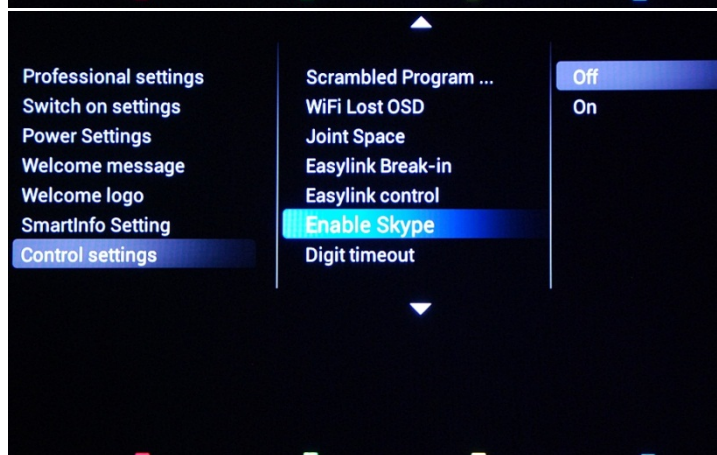 Professional settings
Switch on settings
Power Settings
Welcome message
Welcome logo
SmartInfo Setting
Control settings
Scrambled Program ...
WiFi Lost OSD
Joint Space
Easylink Break-in
Easylink control
Enable Skype
Digit timeout
Off
On